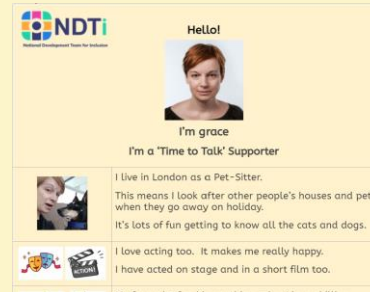 NDTi
National Development Team for Inclusion
Hello!
I'm grace
I'm a 'Time to Talk' Supporter
I live in London as a Pet-Sitter.
This means I look after other people's houses and pet
when they go away on holiday.
It's lots of fun getting to know all the cats and dogs.
I love acting too. It makes me really happy.
I have acted on stage and in a short film too.
ACTION!